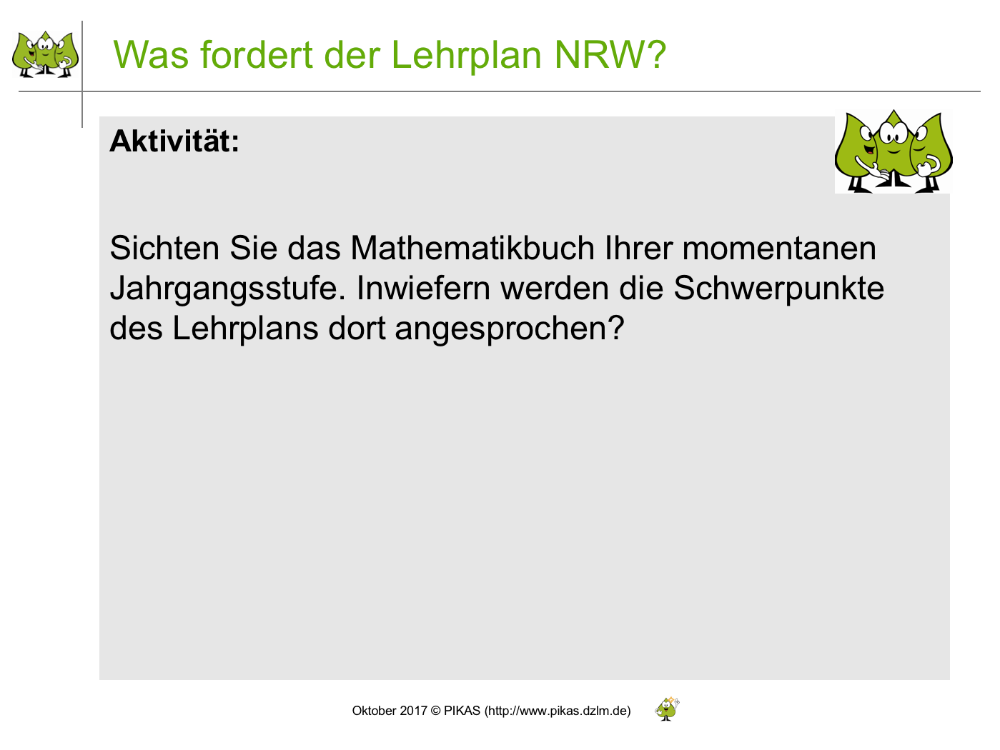 Was fordert der Lehrplan NRW?
Aktivität:
Sichten Sie das Mathematikbuch Ihrer momentanen
Jahrgangsstufe. Inwiefern werden die Schwerpunkte
des Lehrplans dort angesprochen?
Oktober 2017 © PIKAS (http://www.pikas.dzlm.de)